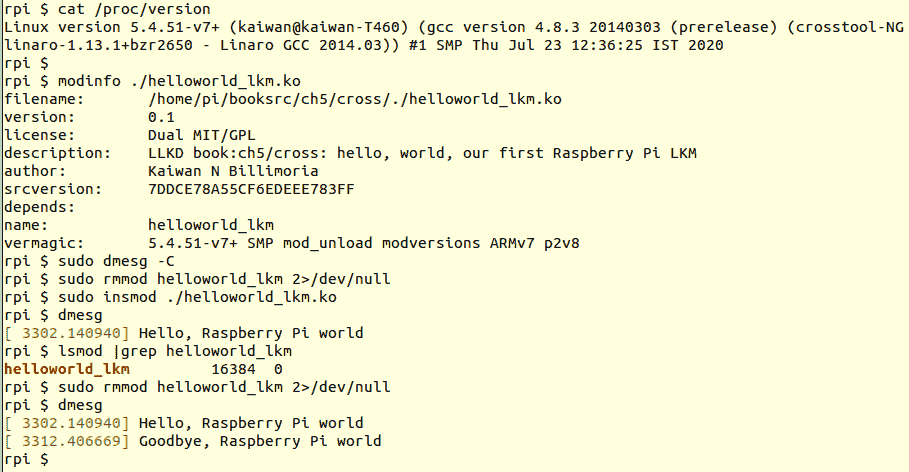 rpi $ cat /proc/version
Linux version 5.4.51-v7+ (kaiwan@kaiwan-T460) (gcc version 4.8.3 20140303 (prerelease) (crosstool-NG
linaro-1.13.1+bzr2650 - Linaro GCC 2014.03)) #1 SMP Thu Jul 23 12:36:25 IST 2020
rpi $
rpi $ modinfo ./helloworld_lkm.ko
filename:       /home/pi/booksrc/ch5/cross/./helloworld_lkm.ko
version:        0.1
license:        Dual MIT/GPL
description:    LLKD book:ch5/cross: hello, world, our first Raspberry Pi LKM
author:         Kaiwan N Billimoria
srcversion:     7DDCE78A55CF6EDEEE783FF
depends:
name:           helloworld_lkm
vermagic:       5.4.51-v7+ SMP mod_unload modversions ARMv7 p2v8
rpi $ sudo dmesg -C
rpi $ sudo rmmod helloworld_lkm 2>/dev/null
rpi $ sudo insmod ./helloworld_lkm.ko
rpi $ dmesg
[ 3302.140940] Hello, Raspberry Pi world
rpi $ lsmod |grep helloworld_lkm
helloworld_lkm         16384  0
rpi $ sudo rmmod helloworld_lkm 2>/dev/null
rpi $ dmesg
[ 3302.140940] Hello, Raspberry Pi world
[ 3312.406669] Goodbye, Raspberry Pi world
rpi $